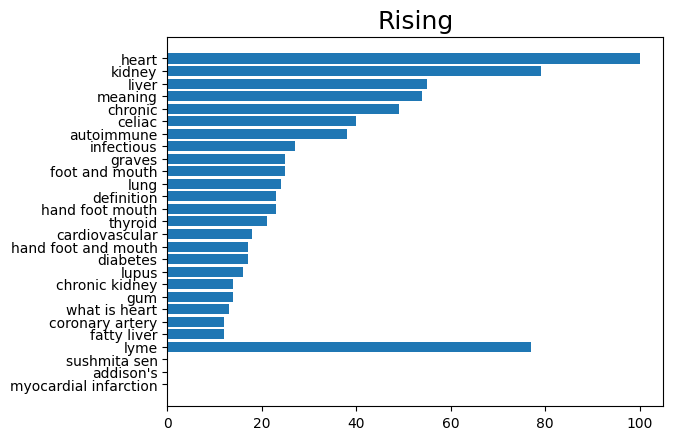 Rising
heart
kidney
liver
meaning
chronic
celiac
autoimmune
infectious
graves
foot and mouth
lung
definition
hand foot mouth
thyroid
cardiovascular
hand foot and mouth
diabetes
lupus
chronic kidney
gum
what is heart
coronary artery
fatty liver
lyme
sushmita sen
addison's
myocardial infarction
0 20 40 60 80 100